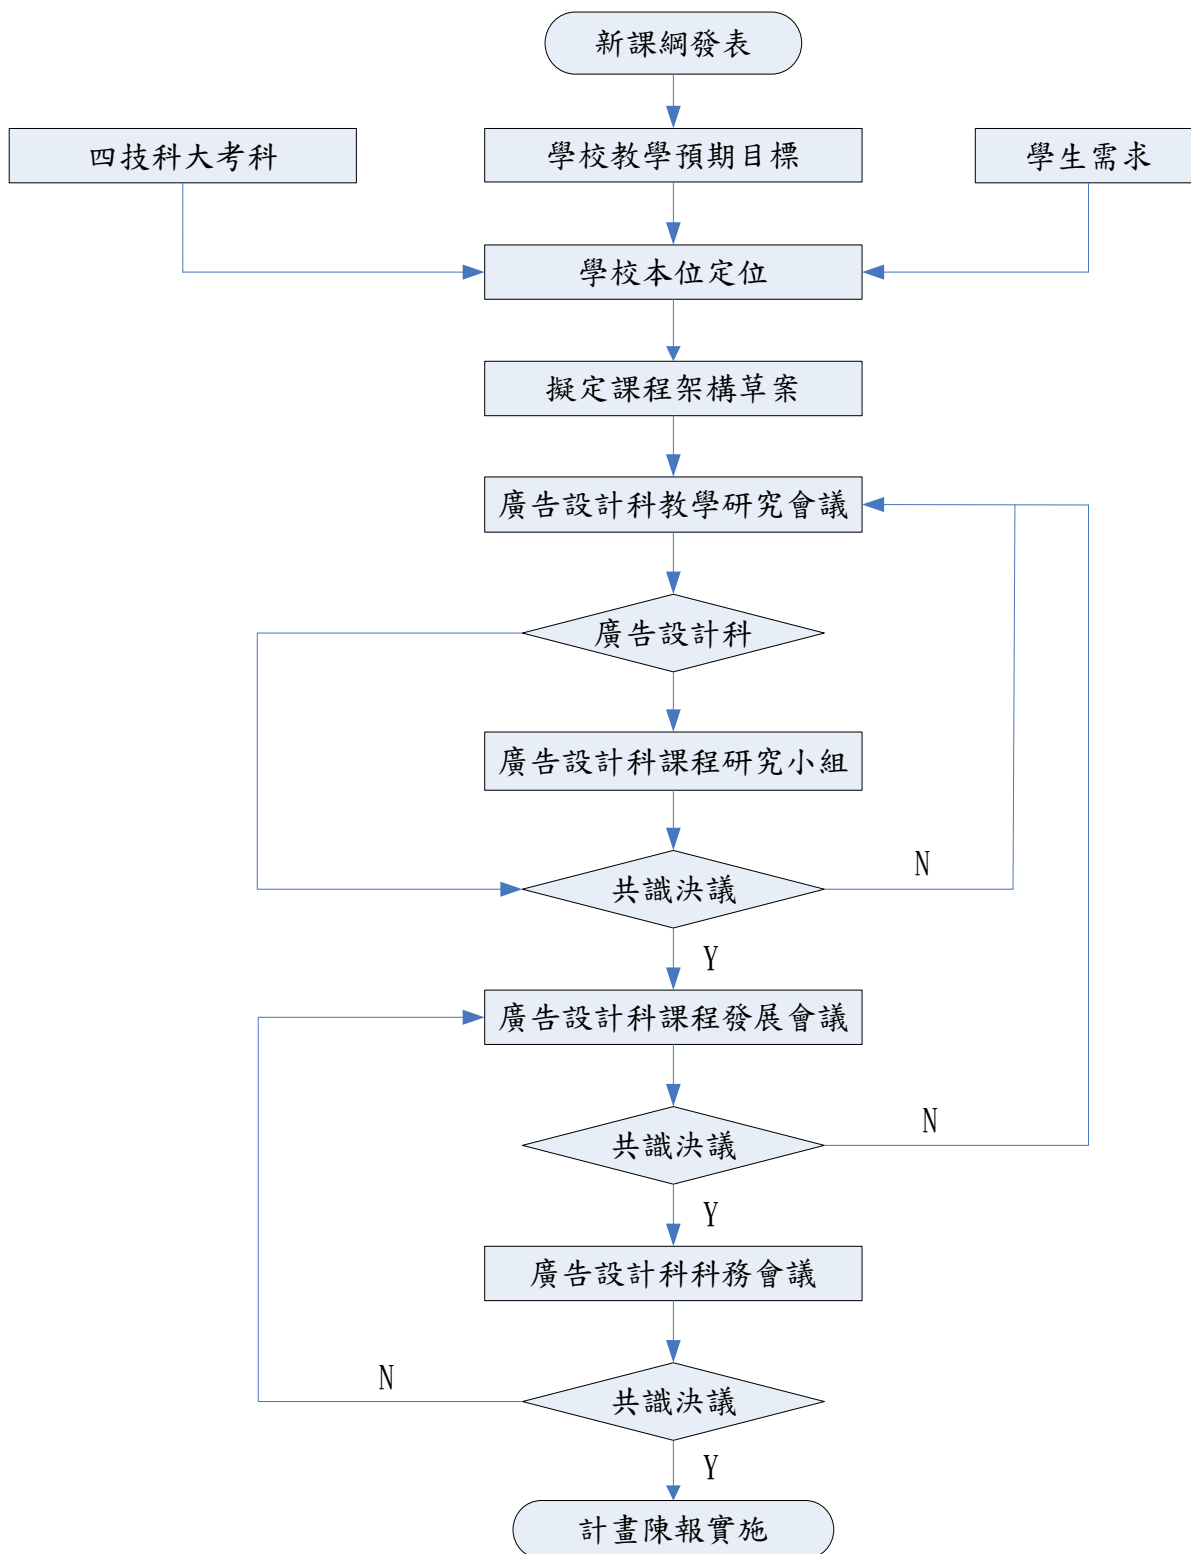 新課綱發表
四技科大考科
學校教學預期目標
學生需求
學校本位定位
擬定課程架構草案
廣告設計科教學研究會議
廣告設計科
廣告設計科課程研究小組
共識決議
N
Y
廣告設計科課程發展會議
共識決議
N
Y
廣告設計科科務會議
N
共識決議
Y
計畫陳報實施